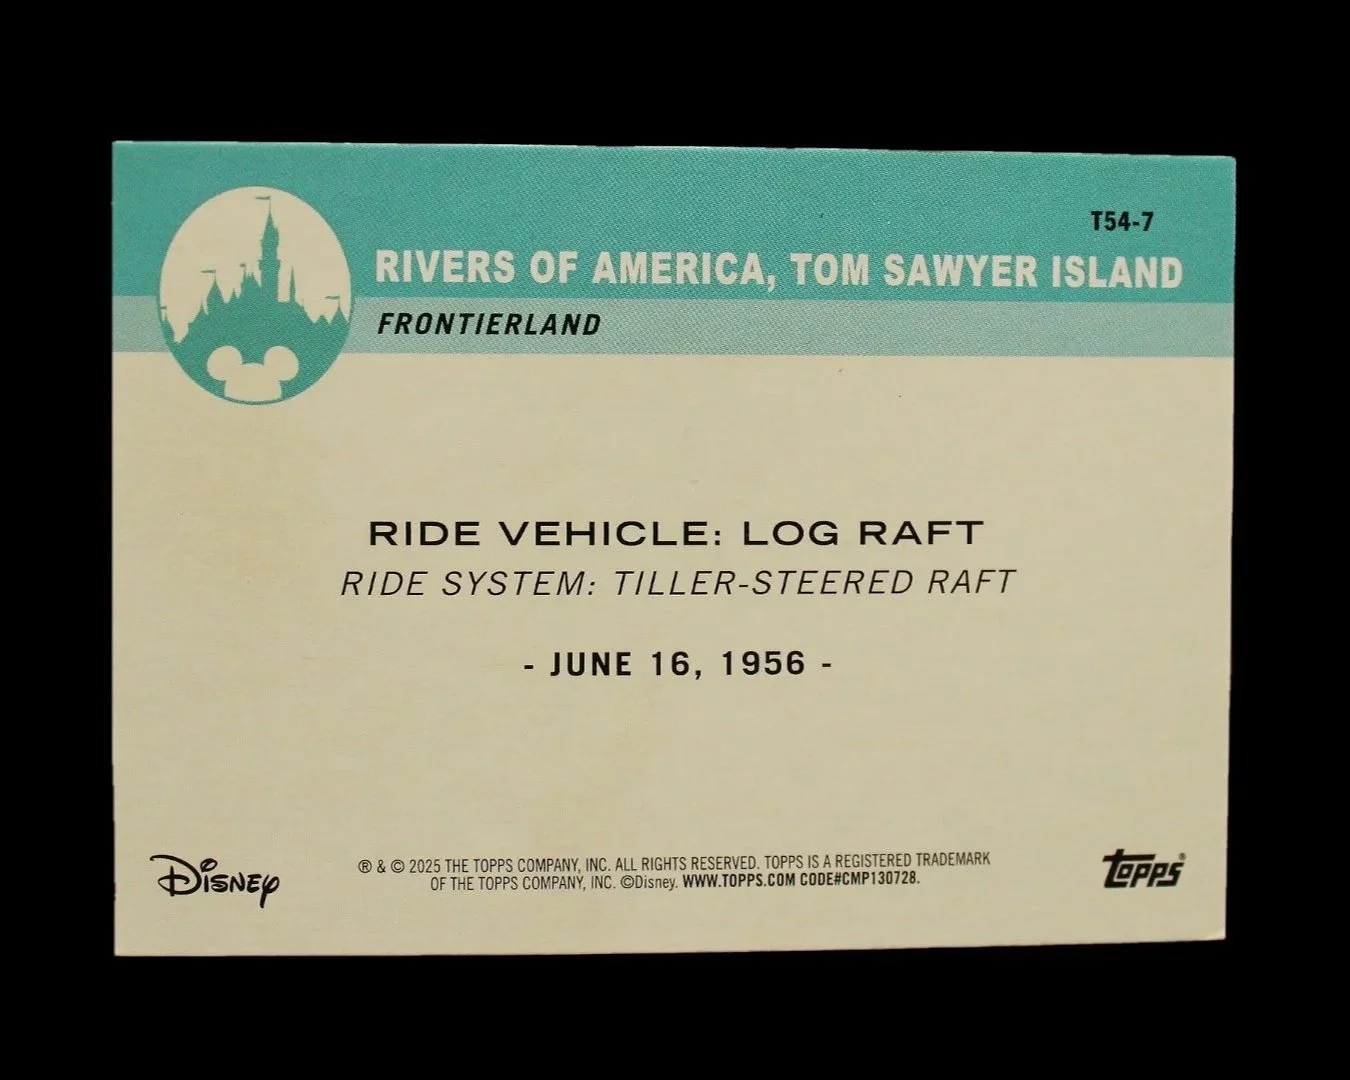 T54-7
RIVERS OF AMERICA, TOM SAWYER ISLAND
FRONTIERLAND
RIDE VEHICLE: LOG RAFT
RIDE SYSTEM: TILLER-STEERED RAFT
- JUNE 16, 1956 -
Disney
® & © 2025 THE TOPPS COMPANY, INC. ALL RIGHTS RESERVED. TOPPS IS A REGISTERED TRADEMARK
OF THE TOPPS COMPANY, INC. ©Disney. WWW.TOPPS.COM CODE#CMP130728.
Topps®